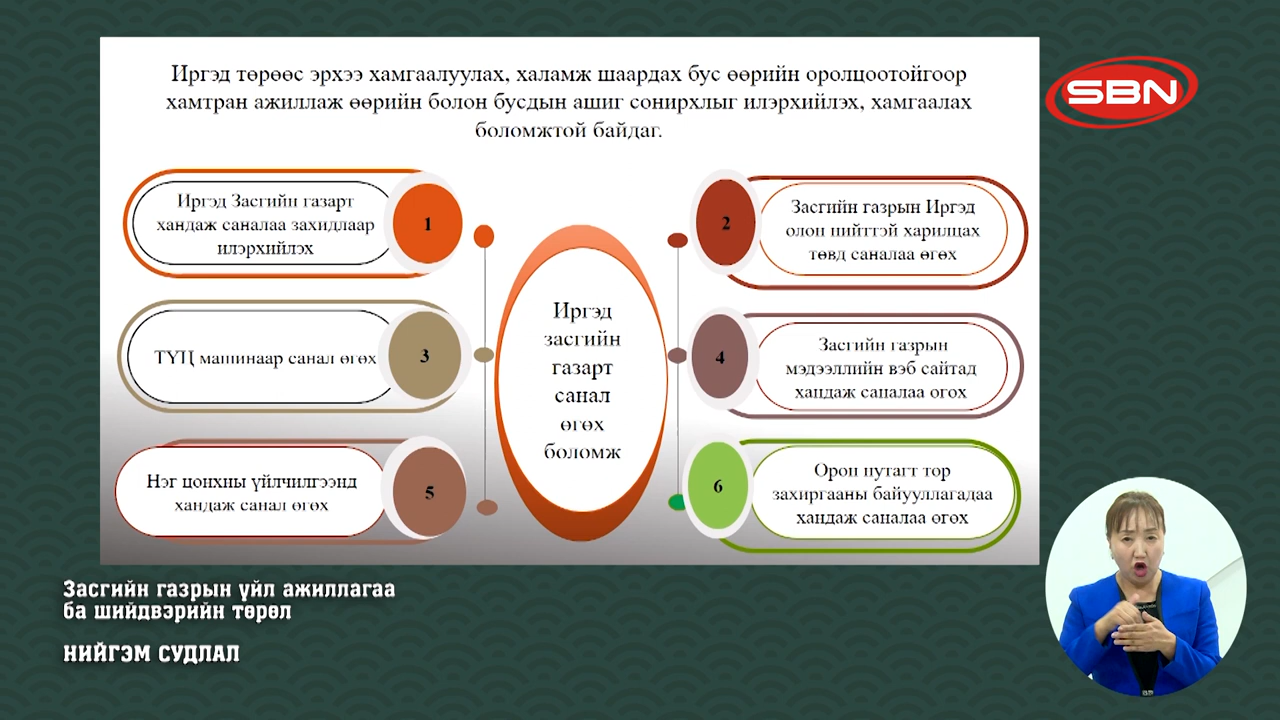 Иргэд төрөөс эрхээ хамгаалуулах, халамж шаардах бус өөрийн оролцоотойгоор
хамтран ажиллаж өөрийн болон бусдын ашиг сонирхлыг илэрхийлэх, хамгаалах
боломжтой байдаг.
SBN
Иргэд Засгийн газарт
хандаж саналаа захидлаар
илэрхийлэх
1
2
Засгийн газрын Иргэд
олон нийттэй харилцах
төвд саналаа өгөх
ТҮЦ машинаар санал өгөх
3
4
Засгийн газрын
мэдээллийн вэб сайтад
хандаж саналаа өгөх
Нэг цонхны үйлчилгээнд
хандаж санал өгөх
5
6
Орон нутагт төр
захиргааны байгууллагадаа
хандаж саналаа өгөх
Иргэд
засгийн
газарт
санал
өгөх
боломж
Засгийн газрын үйл ажиллагаа
ба шийдвэрийн төрөл
НИЙГЭМ СУДЛАЛ